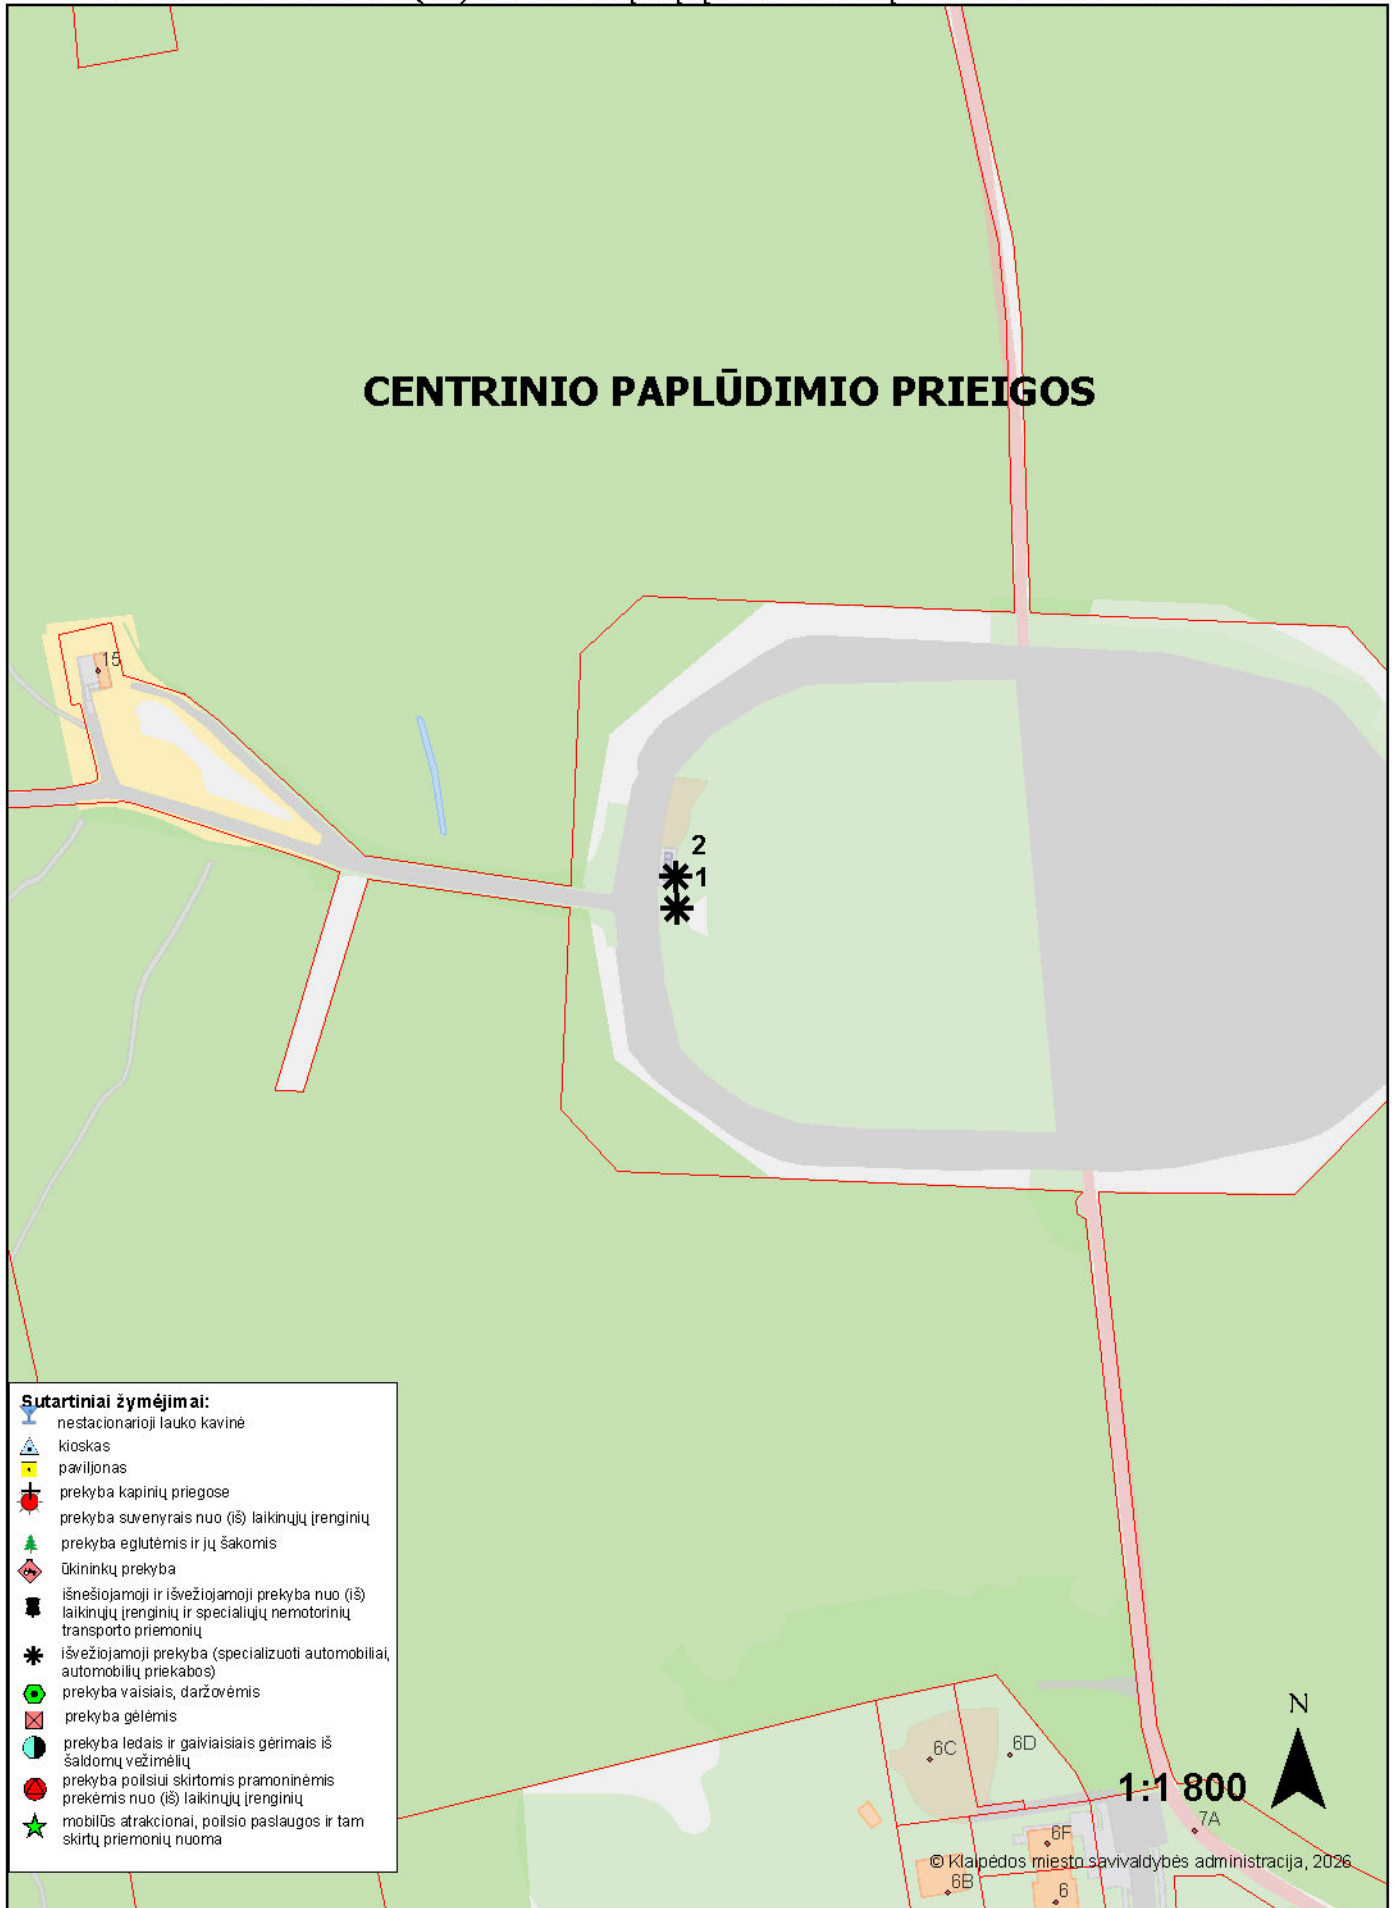 CENTRINIO PAPLŪDIMIO PRIEIGOS
15
2
1
Sutartiniai žymėjimai:
nestacionarioji lauko kavinė
kioskas
paviljonas
prekyba kapinių priegose
prekyba suvenyrais nuo (iš) laikinųjų įrenginių
prekyba eglutėmis ir jų šakomis
ūkininkų prekyba
išnešiojamoji ir išvežiojamoji prekyba nuo (iš)
laikinųjų įrenginių ir specialiųjų nemotorinių
transporto priemonių
išvežiojamoji prekyba (specializuoti automobiliai,
automobilių priekabos)
prekyba vaisiais, daržovėmis
prekyba gėlėmis
prekyba ledais ir gaiviaisiais gėrimais iš
šaldomų vežimėlių
prekyba poilsiui skirtomis pramoninėmis
prekėmis nuo (iš) laikinųjų įrenginių
mobilūs atrakcionai, poilsio paslaugos ir tam
skirtų priemonių nuoma
N
6C
6D
1:1 800
7A
6F
© Klaipėdos miesto savivaldybės administracija, 2026
6B
6